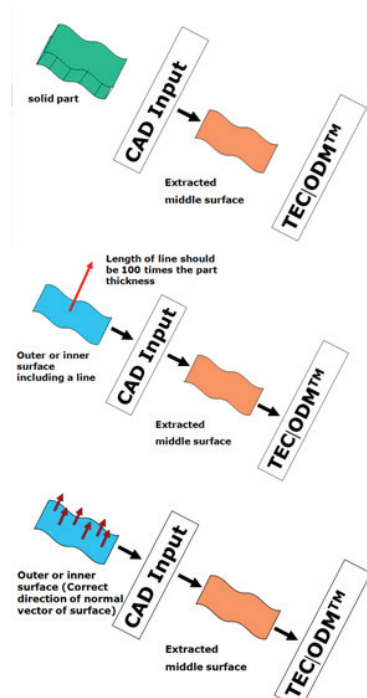 solid part
CAD Input
Extracted
middle surface
TEC|ODM™
Length of line should
be 100 times the part
thickness
Outer or inner
surface
including a line
CAD Input
Extracted
middle surface
TEC|ODM™
Outer or inner
surface (Correct
direction of normal
vector of surface)
CAD Input
Extracted
middle surface
TEC|ODM™